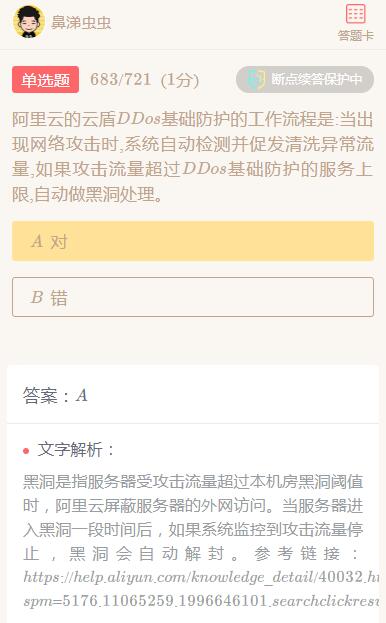 鼻涕虫虫
答题卡
单选题 683/721 (1分) 断点续答保护中
阿里云的云盾DDos基础防护的工作流程是:当出
现网络攻击时,系统自动检测并促发清洗异常流
量,如果攻击流量超过DDos基础防护的服务上
限,自动做黑洞处理。
A 对
B 错
答案：A
文字解析：
黑洞是指服务器受攻击流量超过本机房黑洞阈值
时，阿里云屏蔽服务器的外网访问。当服务器进
入黑洞一段时间后，如果系统监控到攻击流量停
止，黑洞会自动解封。参考链接：
https://help.aliyun.com/knowledge_detail/40032.h
spm=5176.11065259.1996646101.searchclickresu